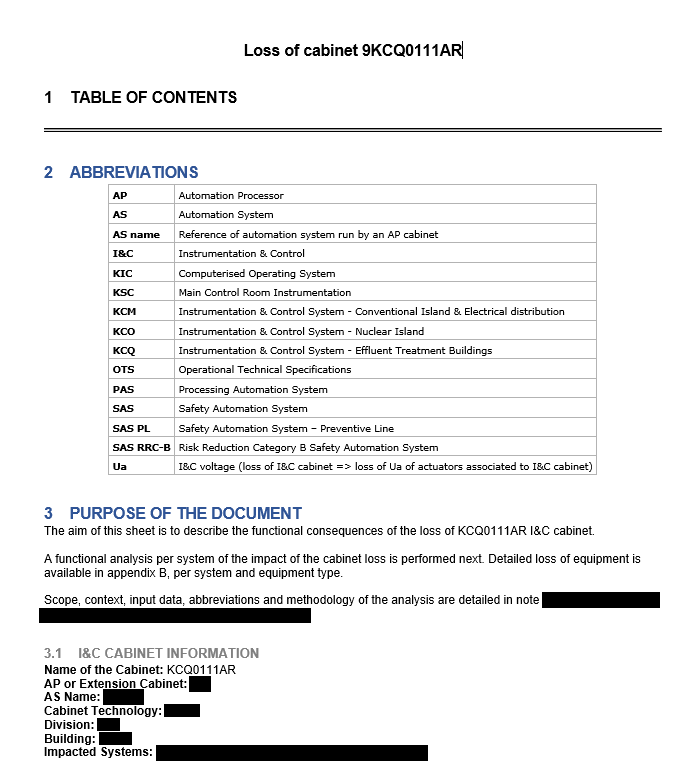 Loss of cabinet 9KCQ0111AR
1 TABLE OF CONTENTS
2 ABBREVIATIONS
AP Automation Processor
AS Automation System
AS name Reference of automation system run by an AP cabinet
I&C Instrumentation & Control
KIC Computerised Operating System
KSC Main Control Room Instrumentation
KCM Instrumentation & Control System - Conventional Island & Electrical distribution
KCO Instrumentation & Control System - Nuclear Island
KCQ Instrumentation & Control System - Effluent Treatment Buildings
OTS Operational Technical Specifications
PAS Processing Automation System
SAS Safety Automation System
SAS PL Safety Automation System – Preventive Line
SAS RRC-B Risk Reduction Category B Safety Automation System
Ua I&C voltage (loss of I&C cabinet => loss of Ua of actuators associated to I&C cabinet)
3 PURPOSE OF THE DOCUMENT
The aim of this sheet is to describe the functional consequences of the loss of KCQ0111AR I&C cabinet.
A functional analysis per system of the impact of the cabinet loss is performed next. Detailed loss of equipment is
available in appendix B, per system and equipment type.
Scope, context, input data, abbreviations and methodology of the analysis are detailed in note
3.1 I&C CABINET INFORMATION
Name of the Cabinet: KCQ0111AR
AP or Extension Cabinet:
AS Name:
Cabinet Technology:
Division:
Building:
Impacted Systems: